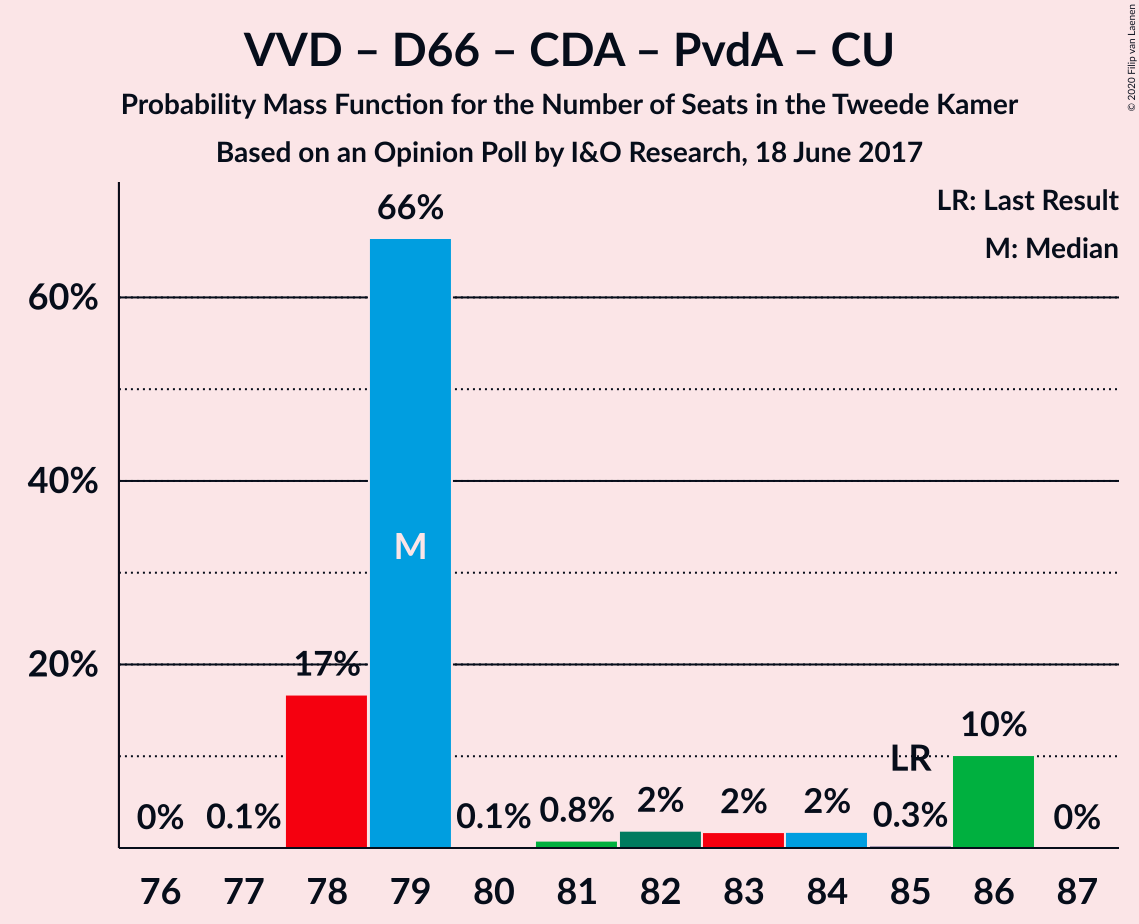 VVD – D66 – CDA – PvdA – CU
Probability Mass Function for the Number of Seats in the Tweede Kamer
Based on an Opinion Poll by I&O Research, 18 June 2017
© 2020 Filip van Laenen
LR: Last Result
M: Median
66%
60%
40%
M
20%
17%
10%
LR
0%
0.1%
0.1%
0.8%
2%
2%
2%
0.3%
0%
76 77 78 79 80 81 82 83 84 85 86 87